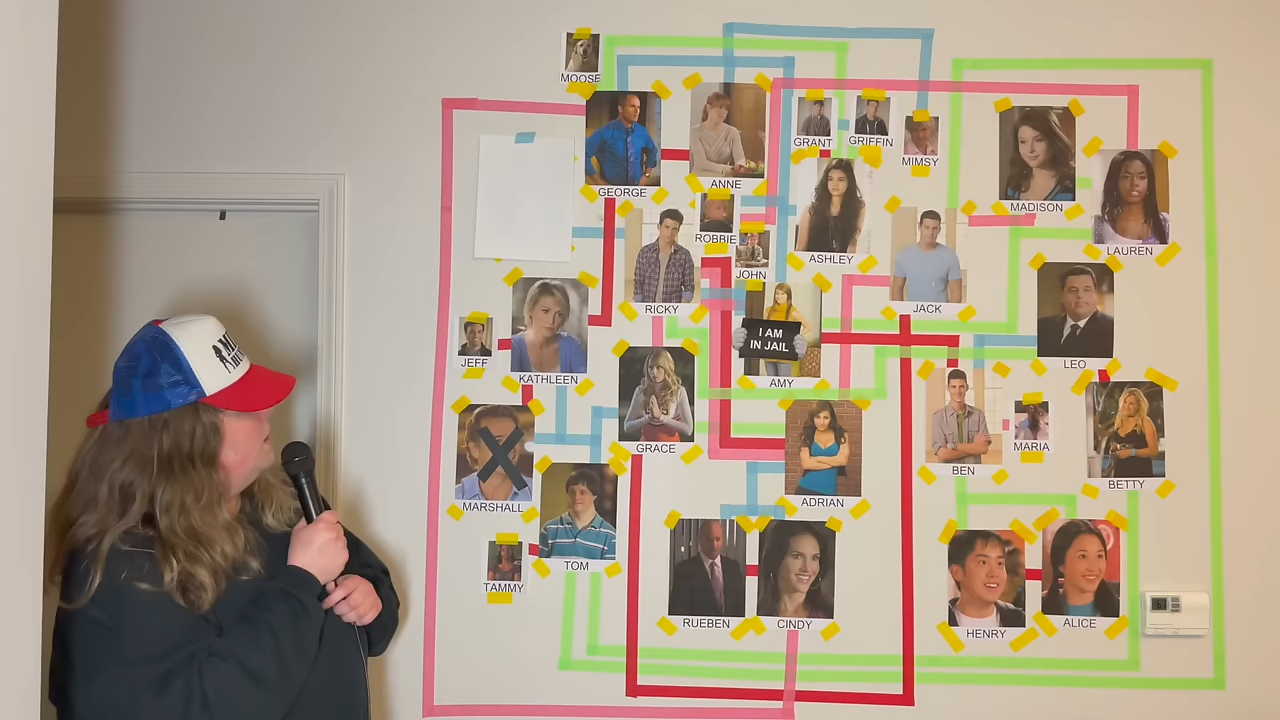 MOOSE
GEORGE
ANNE
GRANT
GRIFFIN
MIMSY
MADISON
LAUREN
ROBBIE
JOHN
RICKY
ASHLEY
JACK
I AM
IN JAIL
LEO
JEFF
KATHLEEN
AMY
GRACE
BEN
MARIA
BETTY
MARSHALL
ADRIAN
TOM
TAMMY
RUEBEN
CINDY
HENRY
ALICE